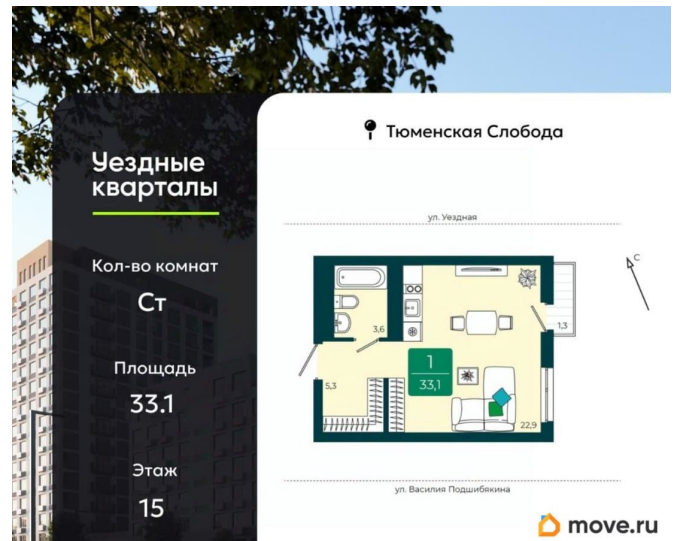 Уездные
кварталы
Кол-во комнат
Ст
Площадь
33.1
Этаж
15
Тюменская Слобода
ул. Уездная
С
3,6
1,3
5,3
1
33,1
22,9
ул. Василия Подшибякина
move.ru